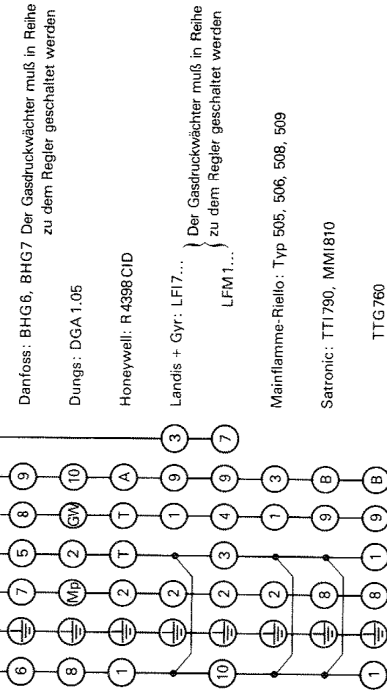 6 7 5 8 9 Danfoss: BHG6, BHG7 Der Gasdruckwächter muß in Reihe
zu dem Regler geschaltet werden
8 Mp 2 GW 10 Dungs: DGA 1.05
1 2 T T A Honeywell: R 4398 CID
2 1 9 3 Landis + Gyr: LFI 7... Der Gasdruckwächter muß in Reihe
zu dem Regler geschaltet werden
10 2 3 4 9 7 LFM 1...
2 1 3 Mainflamme-Riello: Typ 505, 506, 508, 509
8 9 B Satronic: TTI 790, MMI 810
1 8 1 9 B TTG 760